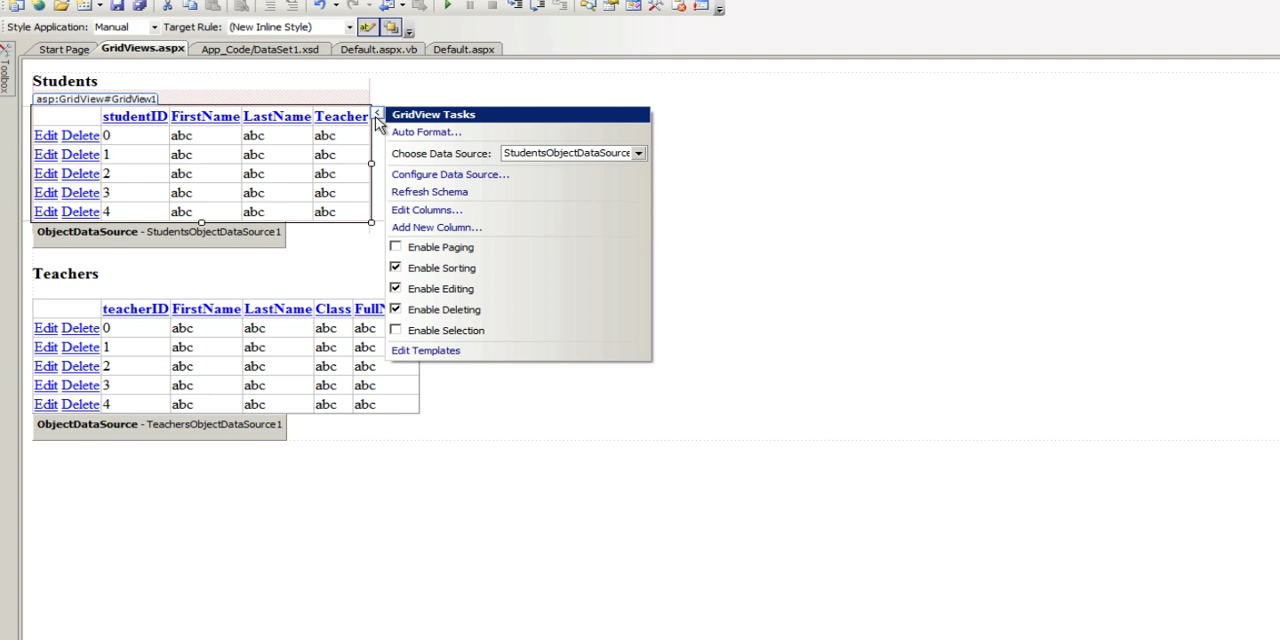 Style Application: Manual Target Rule: (New Inline Style)
Start Page GridViews.aspx App_Code/DataSet1.xsd Default.aspx.vb Default.aspx
Toolbox
Students
asp:GridView#GridView1
studentID FirstName LastName Teacher
Edit Delete 0 abc abc abc
Edit Delete 1 abc abc abc
Edit Delete 2 abc abc abc
Edit Delete 3 abc abc abc
Edit Delete 4 abc abc abc
ObjectDataSource - StudentsObjectDataSource1
GridView Tasks
Auto Format...
Choose Data Source: StudentsObjectDataSource
Configure Data Source...
Refresh Schema
Edit Columns...
Add New Column...
Enable Paging
Enable Sorting
Enable Editing
Enable Deleting
Enable Selection
Edit Templates
Teachers
teacherID FirstName LastName Class FullN
Edit Delete 0 abc abc abc abc
Edit Delete 1 abc abc abc abc
Edit Delete 2 abc abc abc abc
Edit Delete 3 abc abc abc abc
Edit Delete 4 abc abc abc abc
ObjectDataSource - TeachersObjectDataSource1